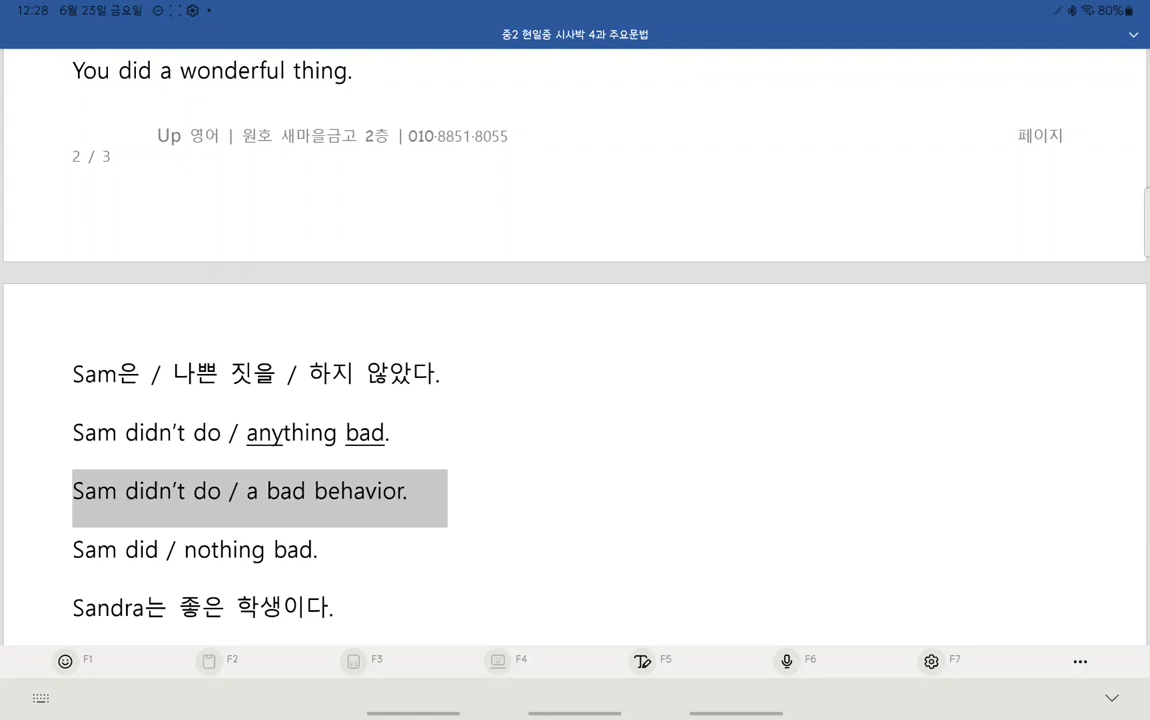 12:28 6월 23일 금요일 80%
중2 현일중 시사박 4과 주요문법
You did a wonderful thing.
Up 영어 | 원호 새마을금고 2층 | 010·8851·8055 페이지
2 / 3
Sam은 / 나쁜 짓을 / 하지 않았다.
Sam didn’t do / anything bad.
Sam didn’t do / a bad behavior.
Sam did / nothing bad.
Sandra는 좋은 학생이다.
F1 F2 F3 F4 F5 F6 F7